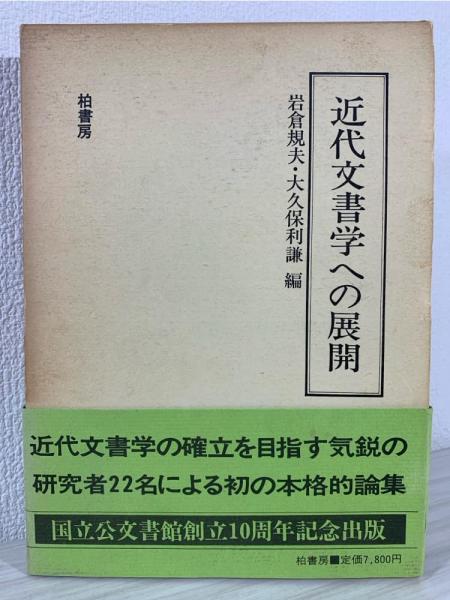 近代文書学への展開
岩倉規夫・大久保利謙 編
柏書房
近代文書学の確立を目指す気鋭の
研究者22名による初の本格的論集
国立公文書館創立10周年記念出版
柏書房■定価7,800円